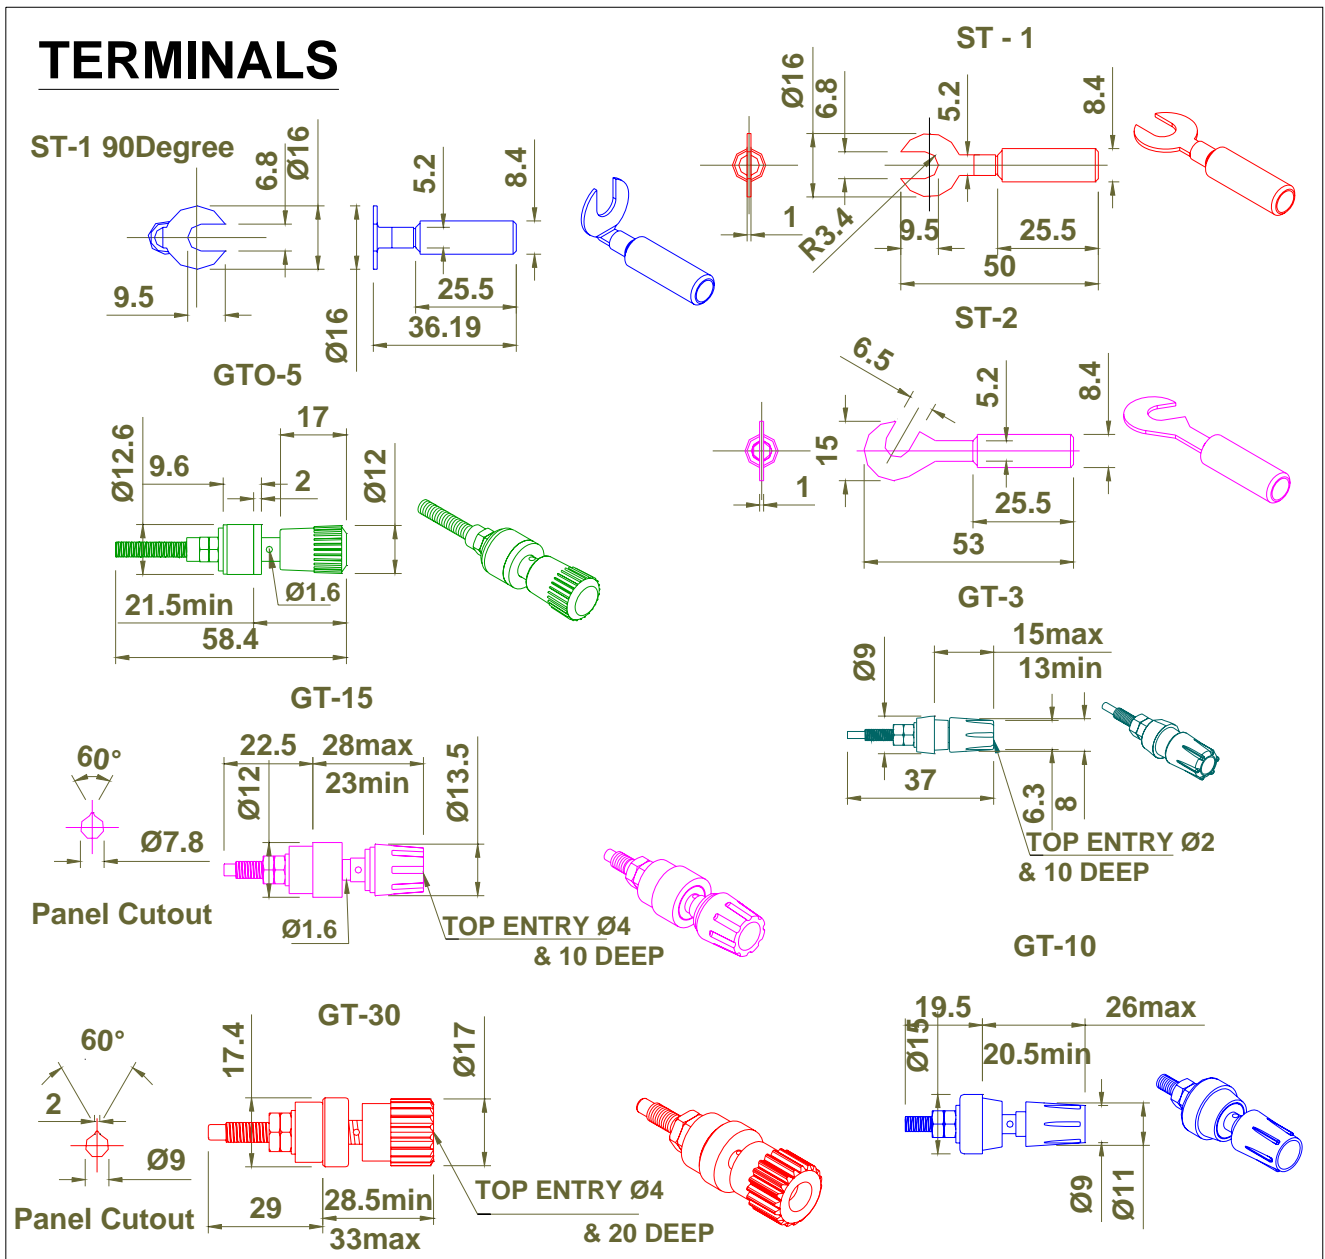 TERMINALS
ST-1 90Degree
6.8
Ø16
9.5
Ø16
5.2
8.4
25.5
36.19
ST - 1
Ø16
6.8
5.2
8.4
1
R3.4
9.5
25.5
50
ST-2
6.5
5.2
8.4
15
1
25.5
53
GTO-5
17
Ø12.6
9.6
2
Ø12
Ø1.6
21.5min
58.4
GT-3
15max
13min
Ø9
37
6.3
8
TOP ENTRY Ø2
& 10 DEEP
GT-15
60°
22.5
28max
23min
Ø12
Ø13.5
Ø7.8
Panel Cutout
Ø1.6
TOP ENTRY Ø4
& 10 DEEP
GT-10
19.5
26max
Ø15
20.5min
Ø9
Ø11
GT-30
60°
2
17.4
Ø17
Ø9
Panel Cutout
29
28.5min
33max
TOP ENTRY Ø4
& 20 DEEP